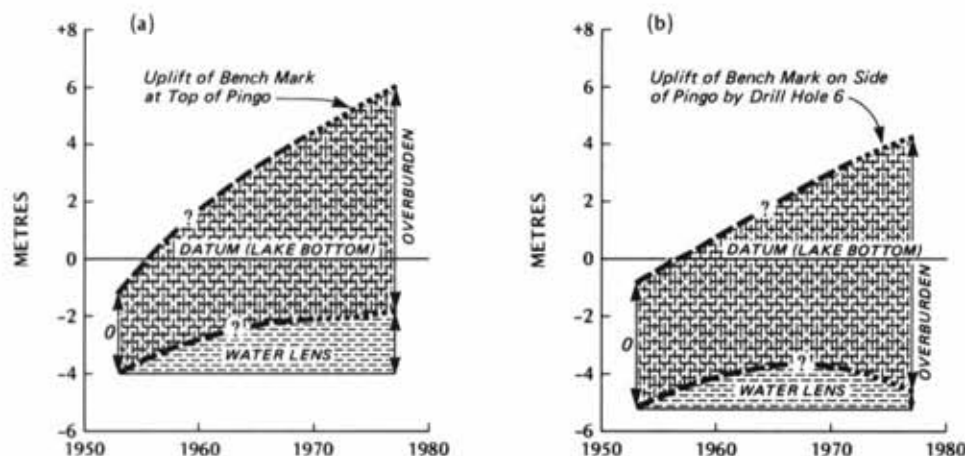 (a)
+8
6
4
2
0
-2
-4
-6
METRES
Uplift of Bench Mark
at Top of Pingo
?
DATUM (LAKE BOTTOM)
OVERBURDEN
O
?
WATER LENS
1950 1960 1970 1980
(b)
+8
6
4
2
0
-2
-4
-6
METRES
Uplift of Bench Mark on Side
of Pingo by Drill Hole 6
?
DATUM (LAKE BOTTOM)
OVERBURDEN
O
?
WATER LENS
1950 1960 1970 1980